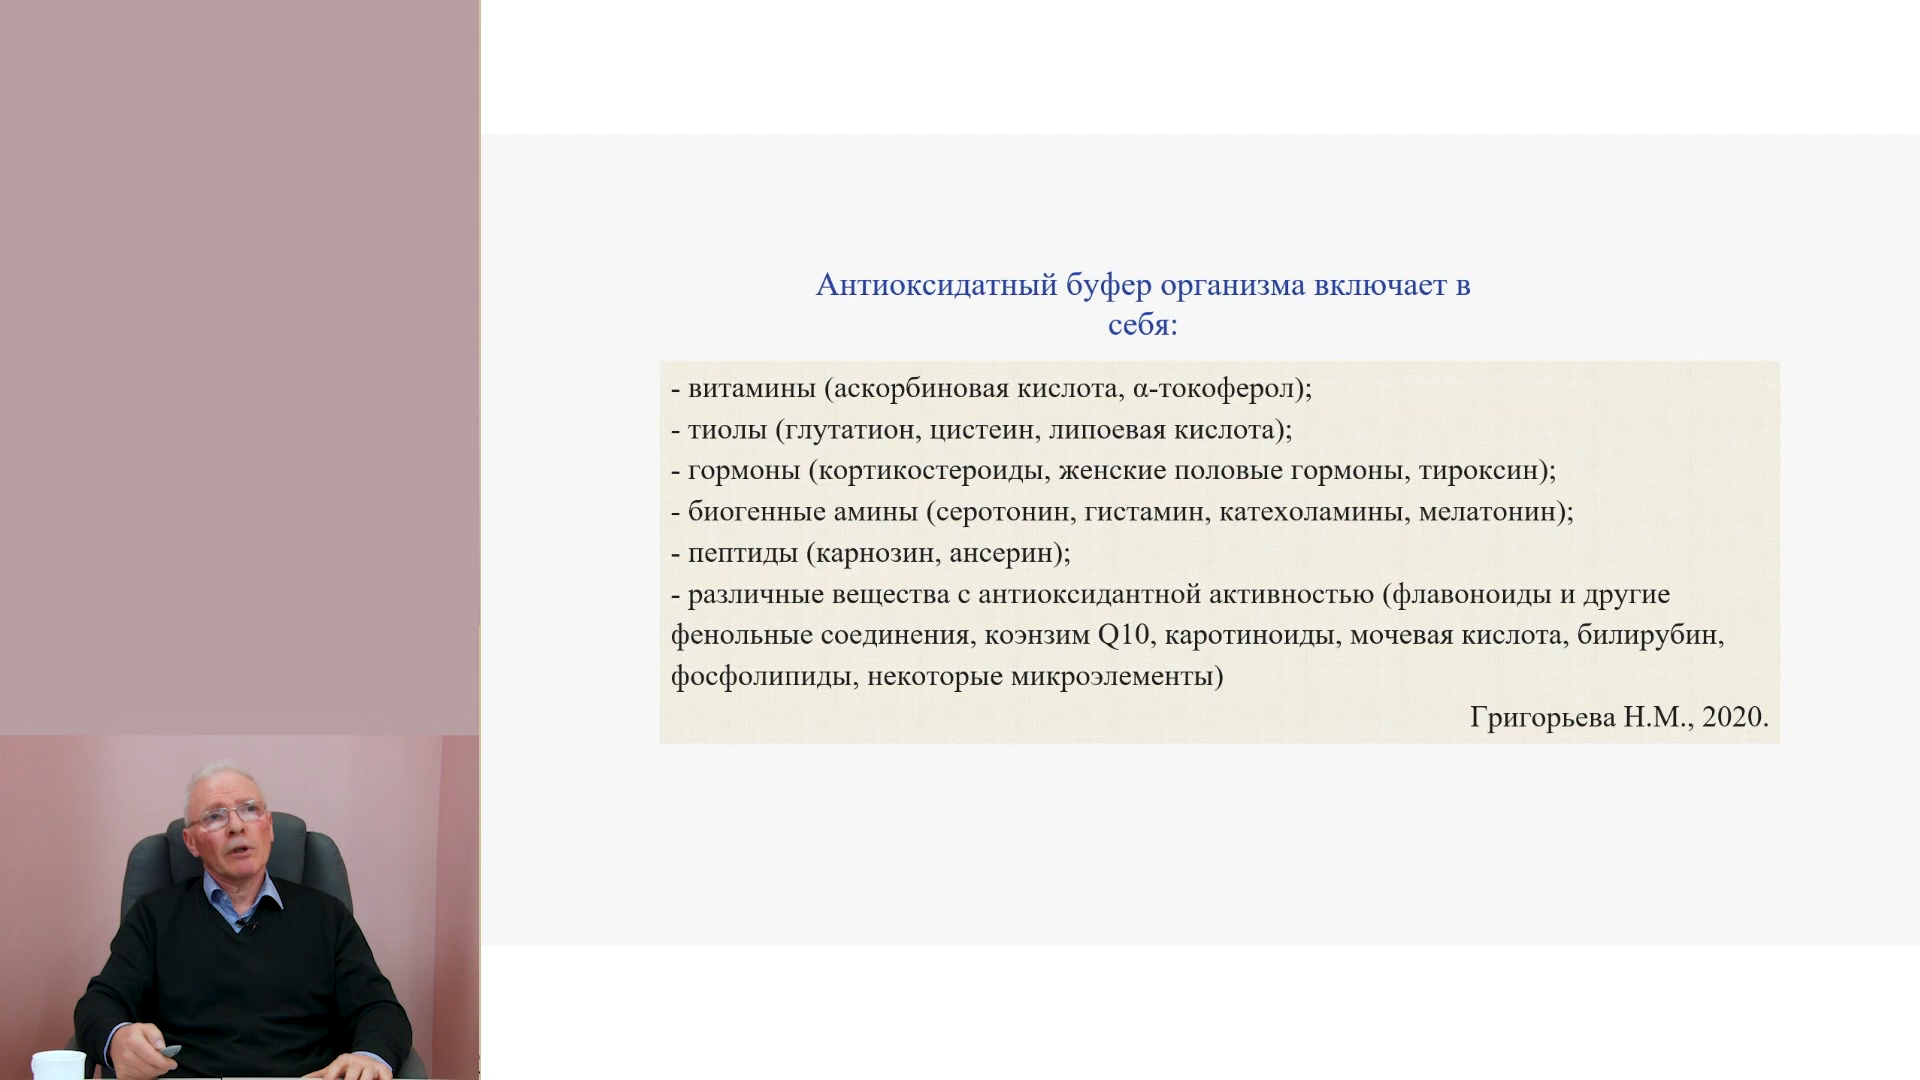 Антиоксидатный буфер организма включает в
себя:
- витамины (аскорбиновая кислота, α-токоферол);
- тиолы (глутатион, цистеин, липоевая кислота);
- гормоны (кортикостероиды, женские половые гормоны, тироксин);
- биогенные амины (серотонин, гистамин, катехоламины, мелатонин);
- пептиды (карнозин, ансерин);
- различные вещества с антиоксидантной активностью (флавоноиды и другие
фенольные соединения, коэнзим Q10, каротиноиды, мочевая кислота, билирубин,
фосфолипиды, некоторые микроэлементы)
Григорьева Н.М., 2020.